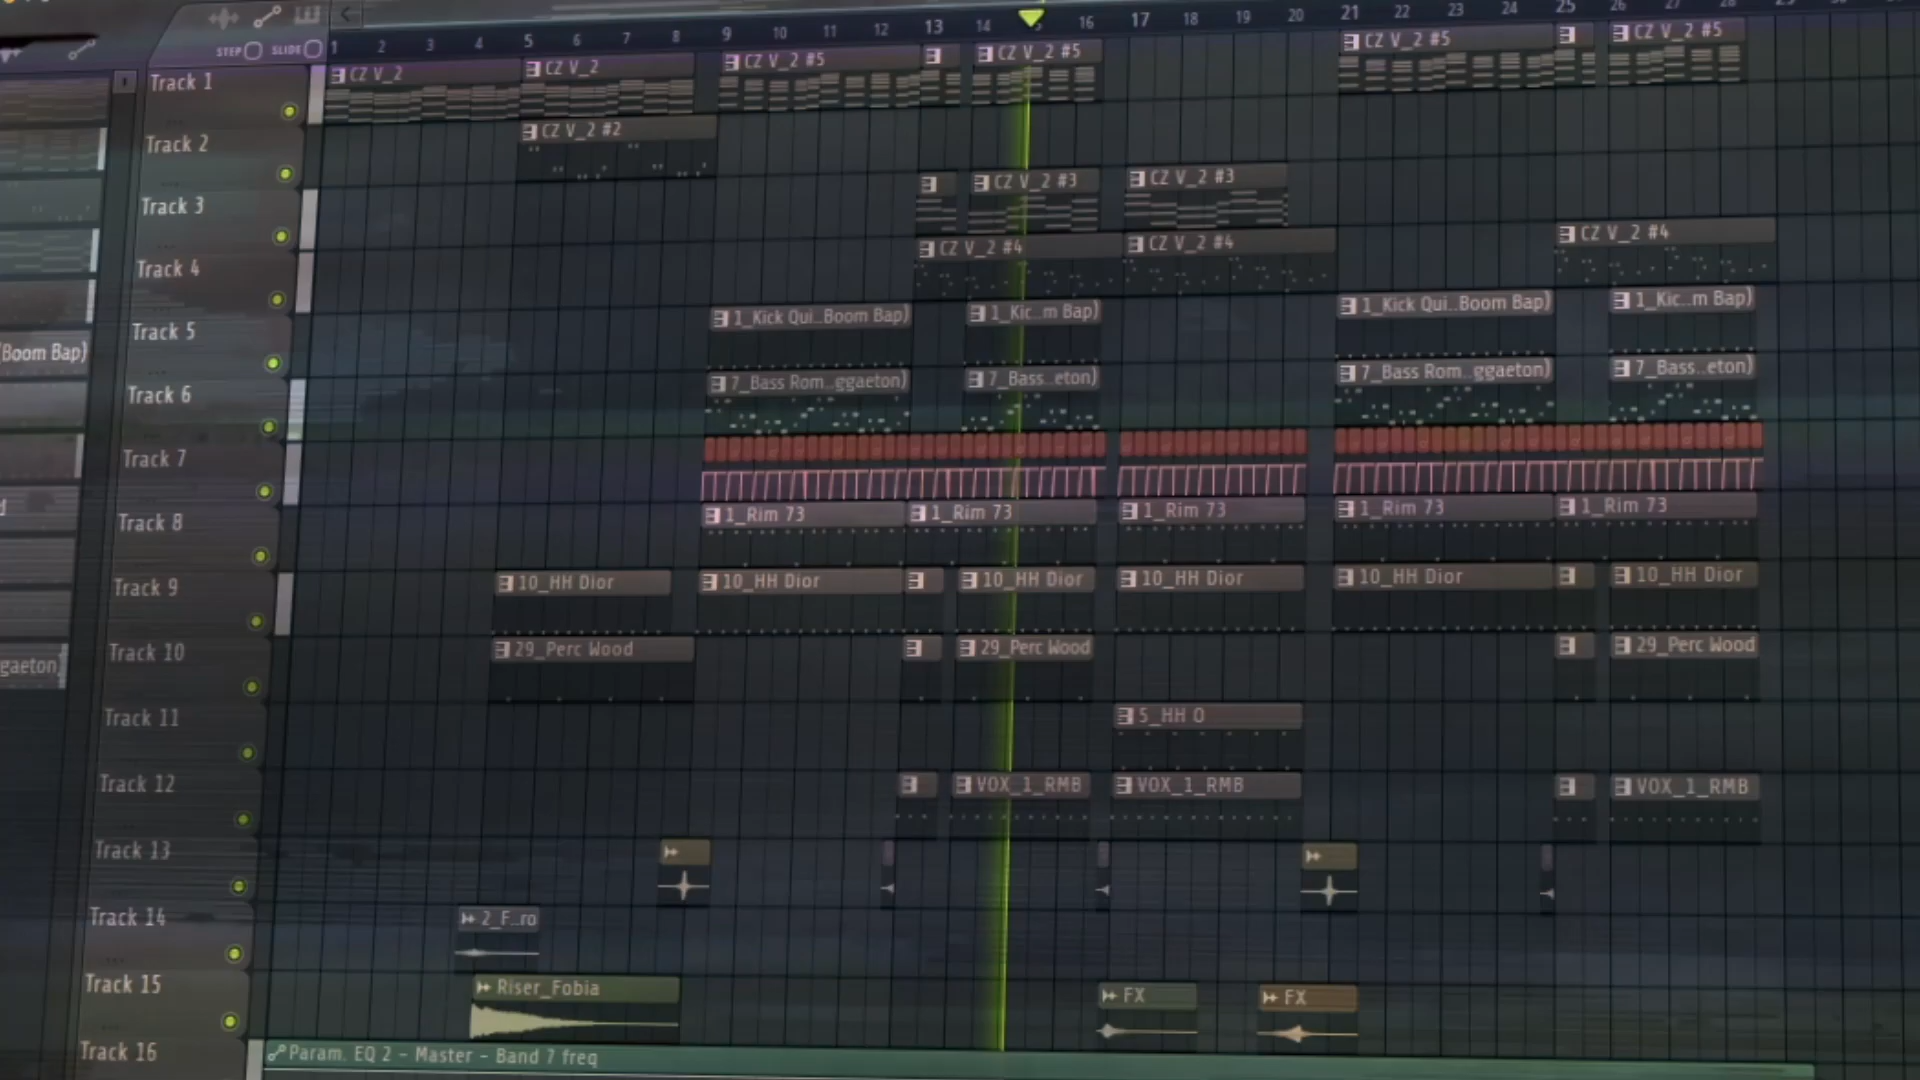 STEP SLIDE 1 2 3 4 5 6 7 8 9 10 11 12 13 14 15 16 17 18 19 20 21 22 23 24 25 26 27 28
Track 1 CZ V_2 CZ V_2 CZ V_2 #5 CZ V_2 #5 CZ V_2 #5 CZ V_2 #5
Track 2 CZ V_2 #2
Track 3 CZ V_2 #3 CZ V_2 #3
Track 4 CZ V_2 #4 CZ V_2 #4 CZ V_2 #4
Boom Bap) Track 5 1_Kick Qui..Boom Bap) 1_Kic...m Bap) 1_Kick Qui..Boom Bap) 1_Kic...m Bap)
Track 6 7_Bass Rom..ggaeton) 7_Bass..eton) 7_Bass Rom..ggaeton) 7_Bass..eton)
Track 7
Track 8 1_Rim 73 1_Rim 73 1_Rim 73 1_Rim 73 1_Rim 73
Track 9 10_HH Dior 10_HH Dior 10_HH Dior 10_HH Dior 10_HH Dior 10_HH Dior
gaeton) Track 10 29_Perc Wood 29_Perc Wood 29_Perc Wood
Track 11 5_HH O
Track 12 VOX_1_RMB VOX_1_RMB VOX_1_RMB
Track 13
Track 14 2_F..ro
Track 15 Riser_Fobia FX FX
Track 16 Param. EQ 2 - Master - Band 7 freq